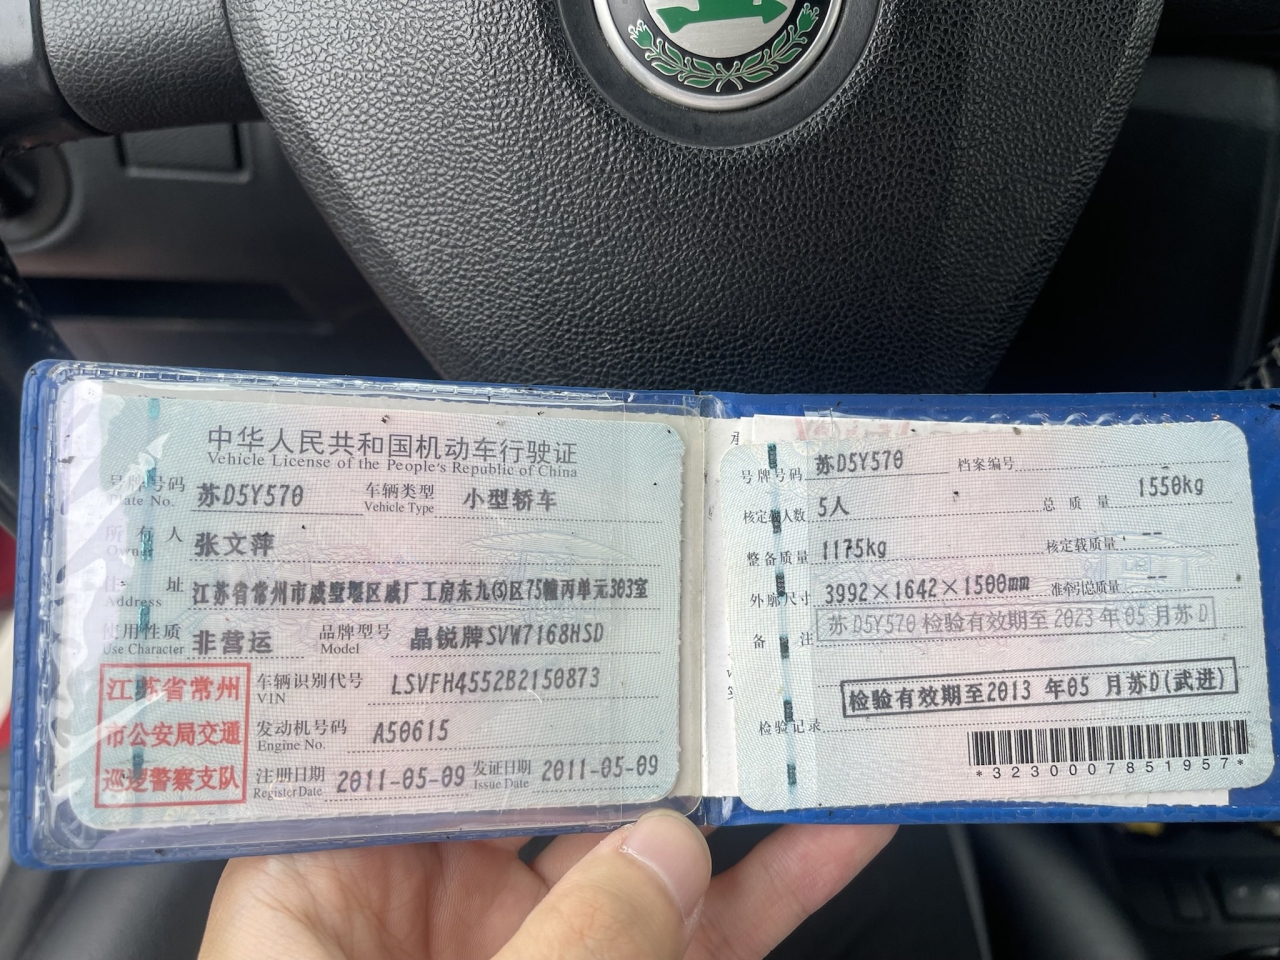 中华人民共和国机动车行驶证
Vehicle License of the People's Republic of China
号牌号码 苏D5Y570 车辆类型 小型轿车
Plate No. Vehicle Type
所有人 张文萍
Owner
住址 江苏省常州市戚墅堰区戚厂工房东九(3)区75幢丙单元303室
Address
使用性质 非营运 品牌型号 晶锐牌SVW7168HSD
Use Character Model
江苏省常州
市公安局交通
巡逻警察支队
车辆识别代号 LSVFH4552B2150873
VIN
发动机号码 A50615
Engine No.
注册日期 2011-05-09 发证日期 2011-05-09
Register Date Issue Date
号牌号码 苏D5Y570 档案编号
核定载人数 5人 总质量 1550kg
整备质量 1175kg 核定载质量 --
外廓尺寸 3992×1642×1500mm 准牵引总质量 --
备注 苏D5Y570 检验有效期至2023年05月苏D
检验有效期至2013 年05 月苏D(武进)
检验记录
*3230007851957*